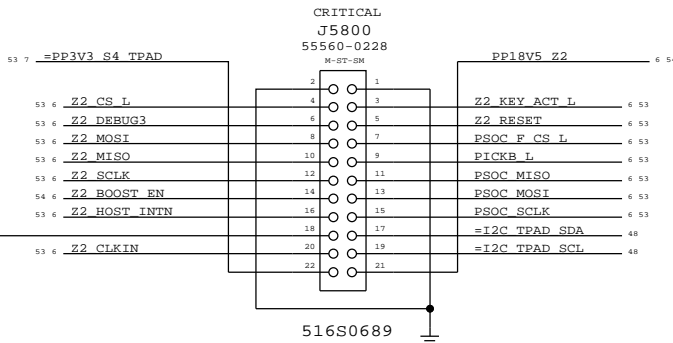 CRITICAL
J5800
55560-0228
M-ST-SM
53 7 =PP3V3_S4_TPAD PP18V5_Z2 6 54
2 1
53 6 Z2_CS_L 4 3 Z2_KEY_ACT_L 6 53
53 6 Z2_DEBUG3 6 5 Z2_RESET 6 53
53 6 Z2_MOSI 8 7 PSOC_F_CS_L 6 53
53 6 Z2_MISO 10 9 PICKB_L 6 53
53 6 Z2_SCLK 12 11 PSOC_MISO 6 53
54 6 Z2_BOOST_EN 14 13 PSOC_MOSI 6 53
53 6 Z2_HOST_INTN 16 15 PSOC_SCLK 6 53
18 17 =I2C_TPAD_SDA 48
53 6 Z2_CLKIN 20 19 =I2C_TPAD_SCL 48
22 21
516S0689